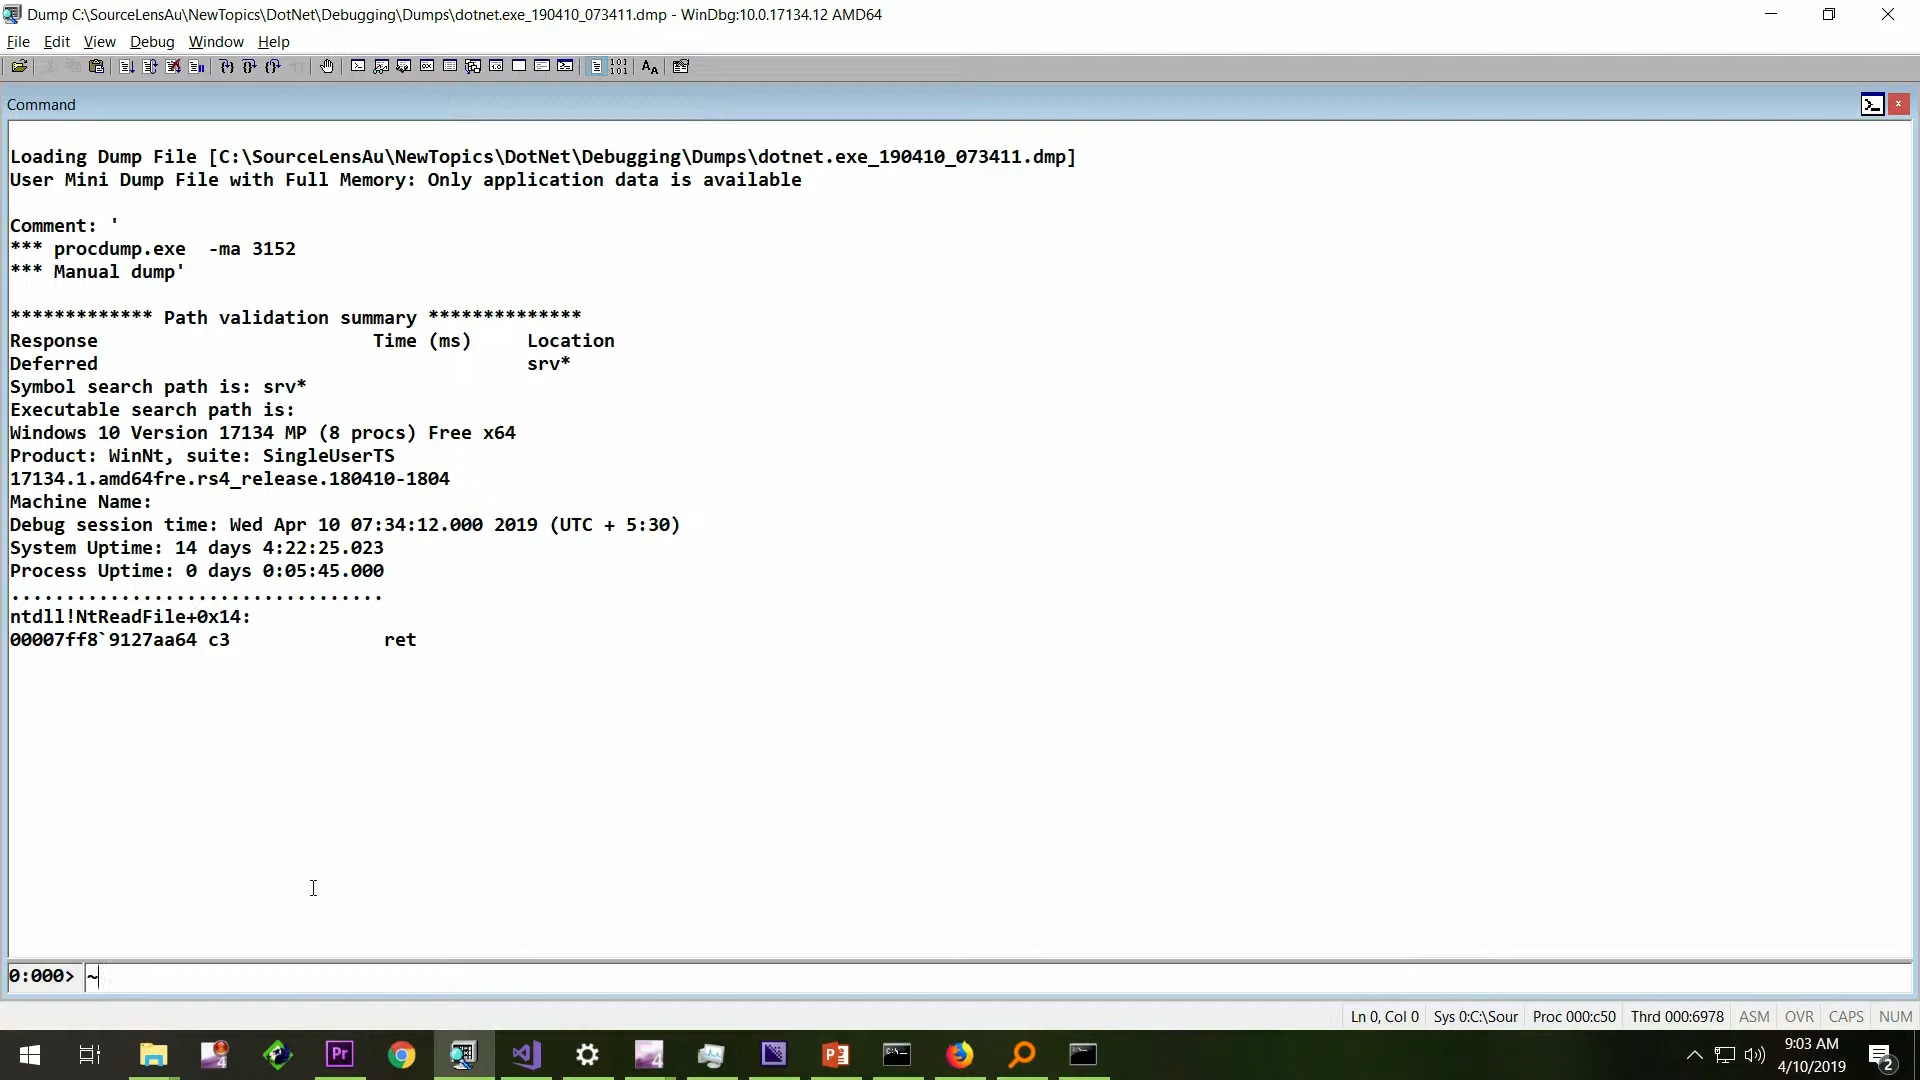 Dump C:\SourceLensAu\NewTopics\DotNet\Debugging\Dumps\dotnet.exe_190410_073411.dmp - WinDbg:10.0.17134.12 AMD64
File Edit View Debug Window Help
Command
Loading Dump File [C:\SourceLensAu\NewTopics\DotNet\Debugging\Dumps\dotnet.exe_190410_073411.dmp]
User Mini Dump File with Full Memory: Only application data is available
Comment: '
*** procdump.exe  -ma 3152
*** Manual dump'
************* Path validation summary **************
Response                         Time (ms)     Location
Deferred                                       srv*
Symbol search path is: srv*
Executable search path is:
Windows 10 Version 17134 MP (8 procs) Free x64
Product: WinNt, suite: SingleUserTS
17134.1.amd64fre.rs4_release.180410-1804
Machine Name:
Debug session time: Wed Apr 10 07:34:12.000 2019 (UTC + 5:30)
System Uptime: 14 days 4:22:25.023
Process Uptime: 0 days 0:05:45.000
..................................
ntdll!NtReadFile+0x14:
00007ff8`9127aa64 c3              ret
0:000> ~
Ln 0, Col 0 Sys 0:C:\Sour Proc 000:c50 Thrd 000:6978 ASM OVR CAPS NUM
Pr
9:03 AM
4/10/2019
2